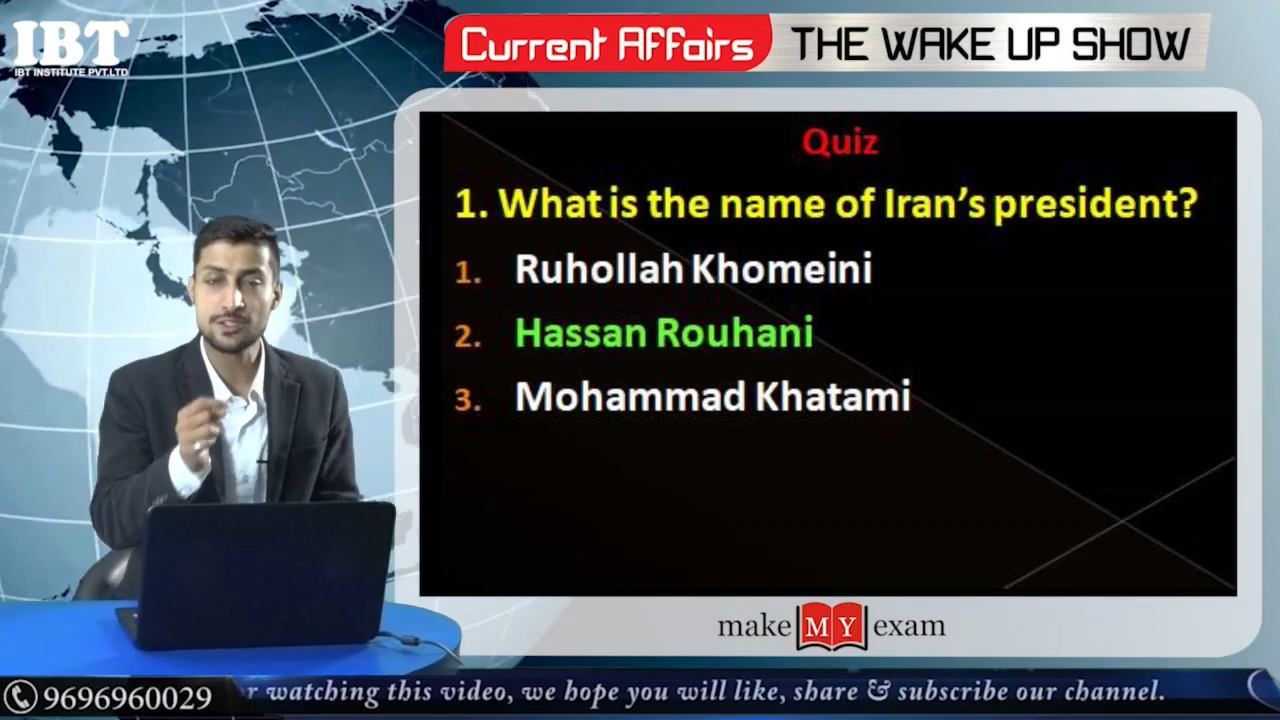 IBT
IBT INSTITUTE PVT.LTD
Current Affairs THE WAKE UP SHOW
Quiz
1. What is the name of Iran’s president?
1. Ruhollah Khomeini
2. Hassan Rouhani
3. Mohammad Khatami
make MY exam
9696960029
watching this video, we hope you will like, share & subscribe our channel.